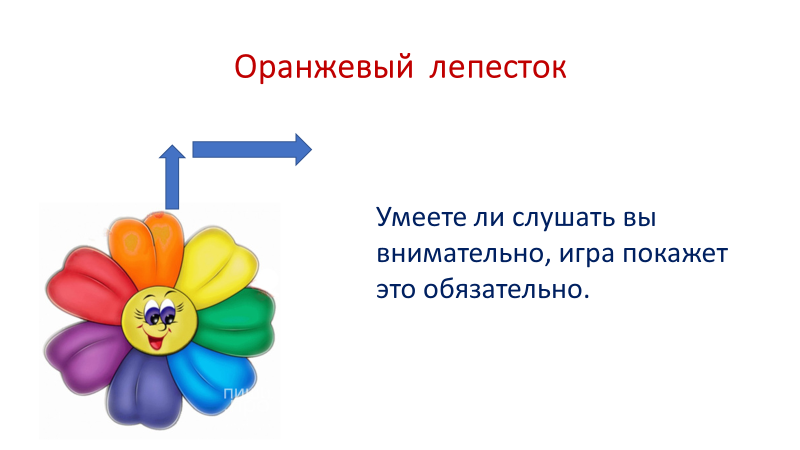 Оранжевый лепесток
Умеете ли слушать вы
внимательно, игра покажет
это обязательно.